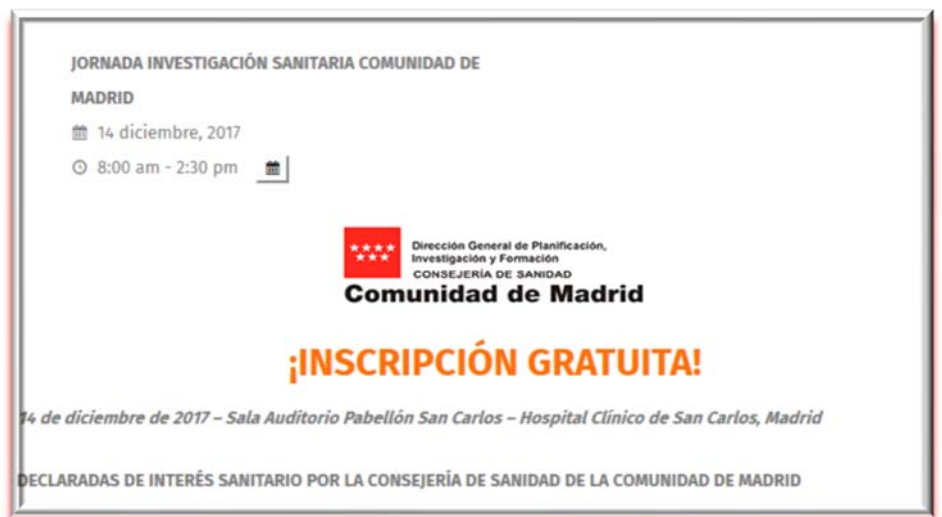 JORNADA INVESTIGACIÓN SANITARIA COMUNIDAD DE
MADRID
14 diciembre, 2017
8:00 am - 2:30 pm
Dirección General de Planificación,
Investigación y Formación
CONSEJERÍA DE SANIDAD
Comunidad de Madrid
¡INSCRIPCIÓN GRATUITA!
14 de diciembre de 2017 – Sala Auditorio Pabellón San Carlos – Hospital Clínico de San Carlos, Madrid
DECLARADAS DE INTERÉS SANITARIO POR LA CONSEJERÍA DE SANIDAD DE LA COMUNIDAD DE MADRID